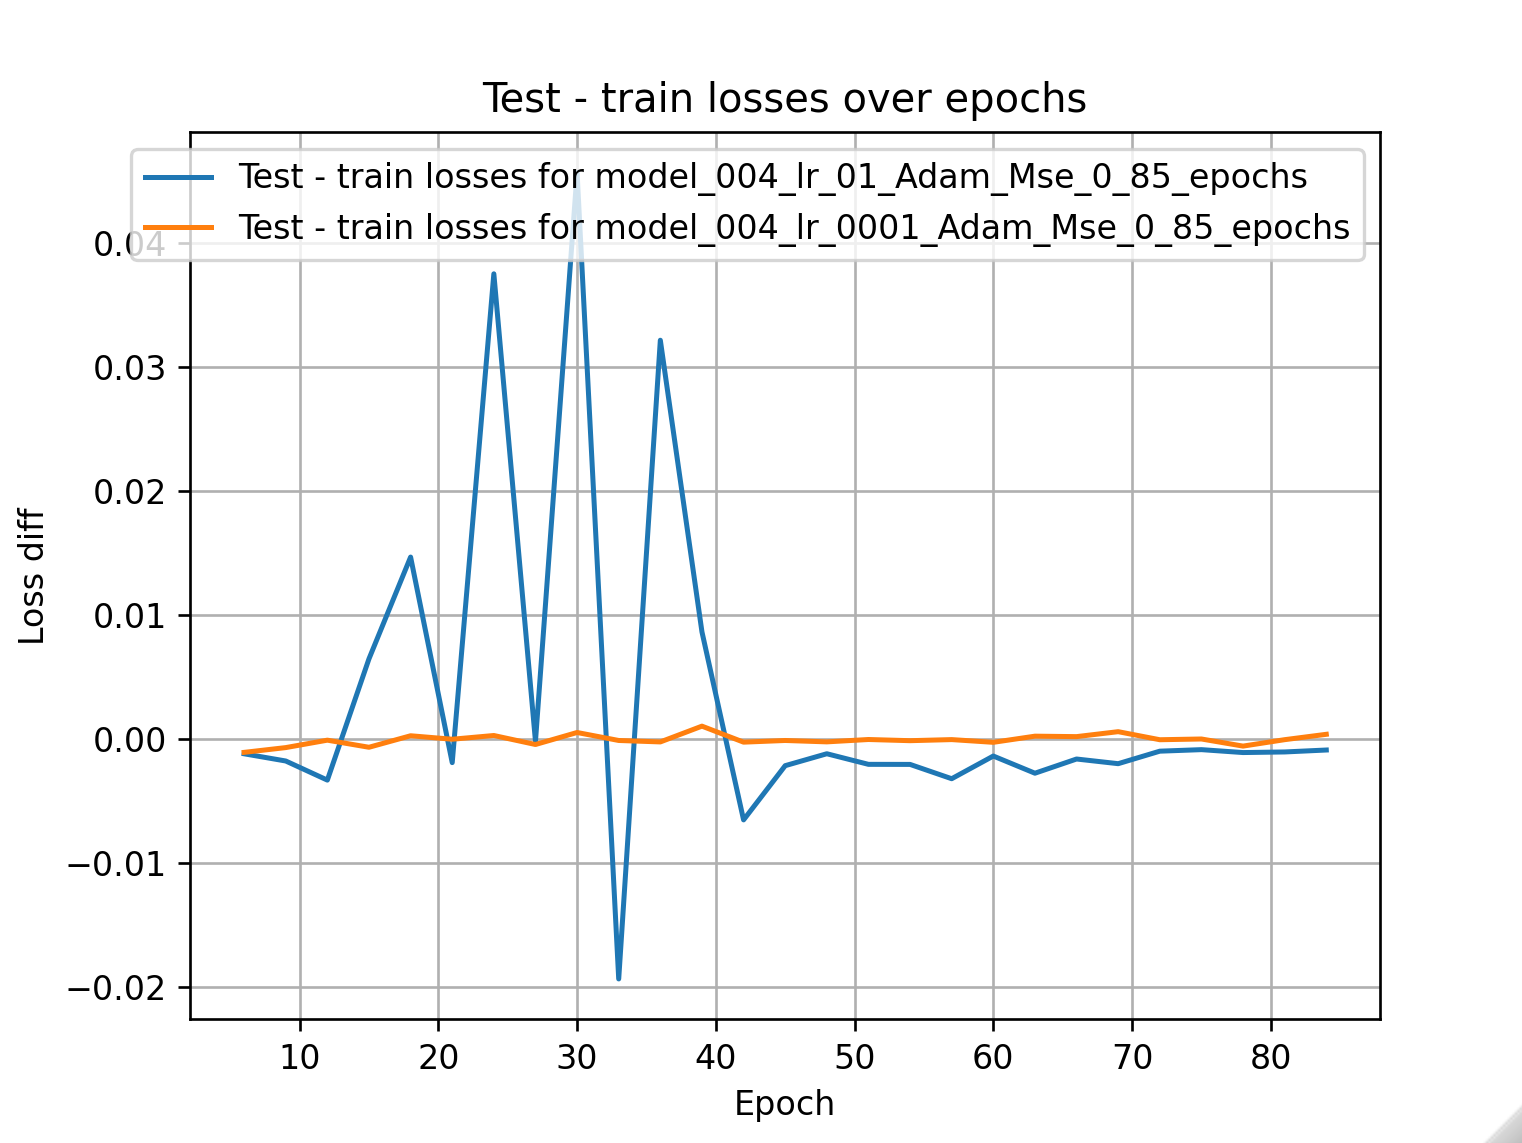 Test - train losses over epochs
Test - train losses for model_004_lr_01_Adam_Mse_0_85_epochs
Test - train losses for model_004_lr_0001_Adam_Mse_0_85_epochs
0.04
0.03
0.02
0.01
0.00
−0.01
−0.02
Loss diff
10 20 30 40 50 60 70 80
Epoch